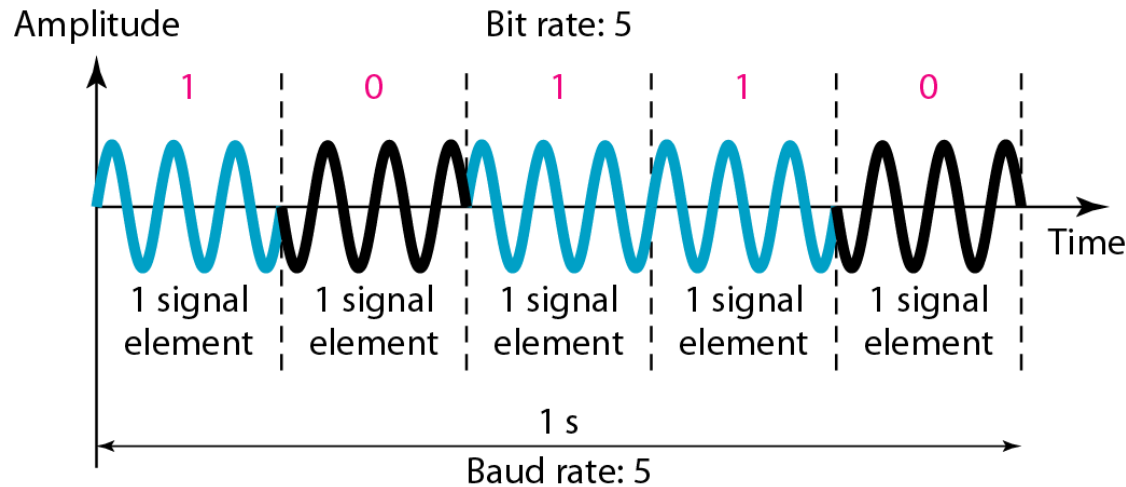 Amplitude
Bit rate: 5
1
0
1
1
0
Time
1 signal
element
1 signal
element
1 signal
element
1 signal
element
1 signal
element
1 s
Baud rate: 5